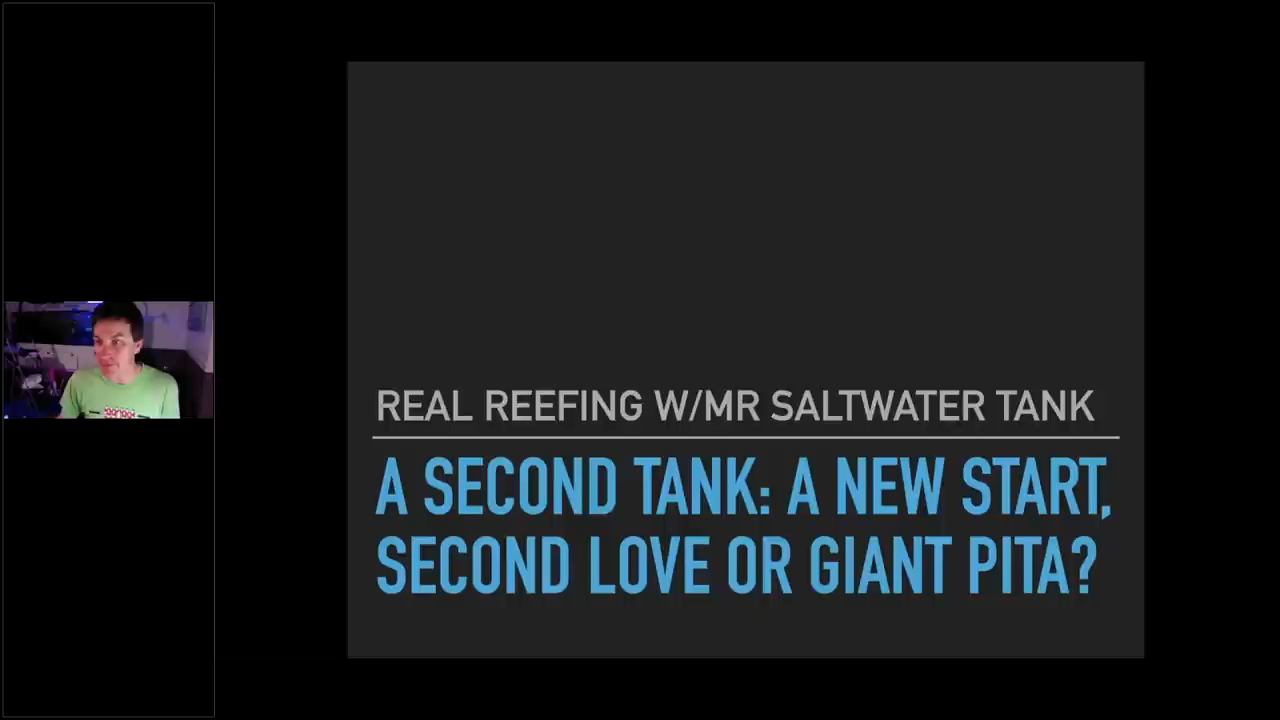 REAL REEFING W/MR SALTWATER TANK
A SECOND TANK: A NEW START,
SECOND LOVE OR GIANT PITA?